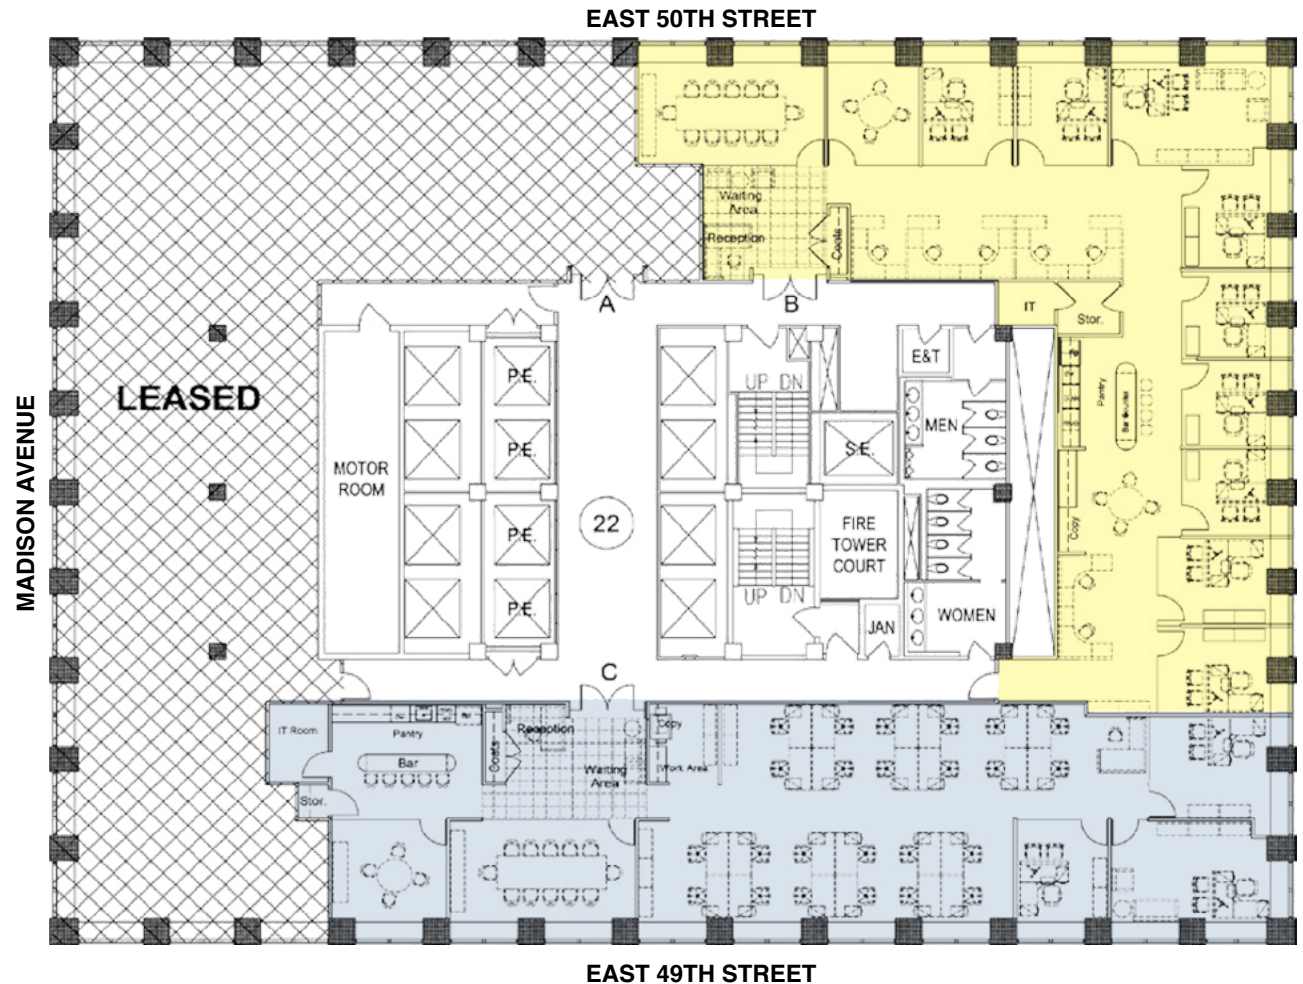 EAST 50TH STREET
Waiting
Area
Reception
Coats
A
B
IT
Stor.
E&T
P.E.
UP DN
Pantry
Bar Counter
LEASED
MADISON AVENUE
MEN
P.E.
S.E.
MOTOR
ROOM
22
FIRE
TOWER
COURT
Copy
P.E.
UP DN
P.E.
JAN
WOMEN
C
IT Room
Pantry
Coats
Reception
Copy
Bar
Waiting
Area
Work Area
Stor.
EAST 49TH STREET